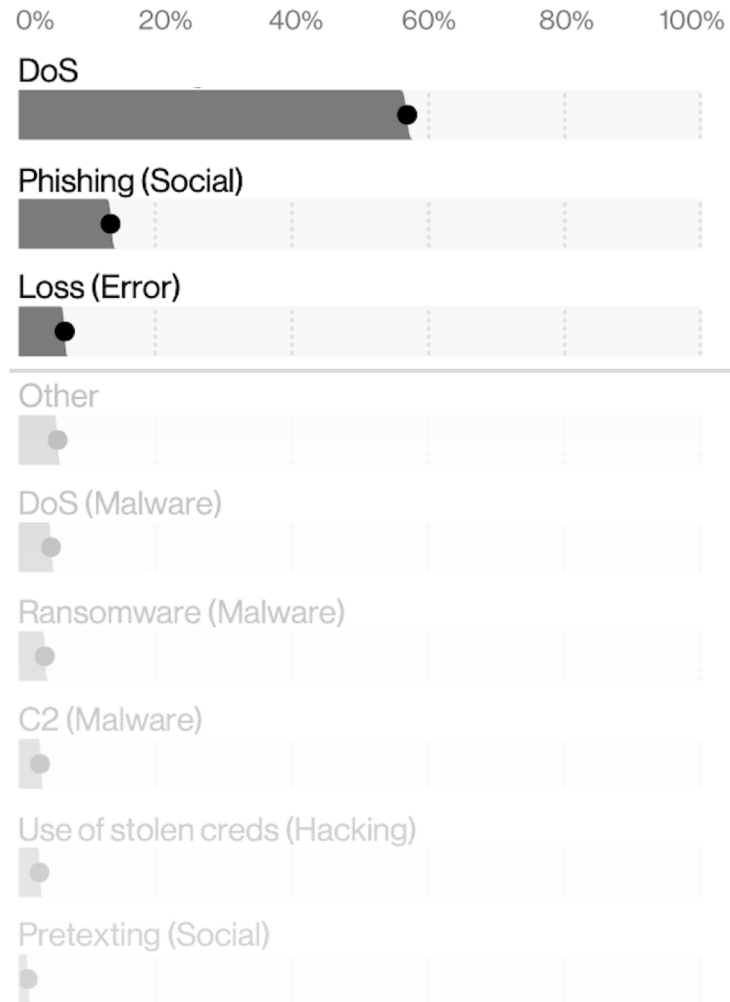 0% 20% 40% 60% 80% 100%
DoS
Phishing (Social)
Loss (Error)
Other
DoS (Malware)
Ransomware (Malware)
C2 (Malware)
Use of stolen creds (Hacking)
Pretexting (Social)